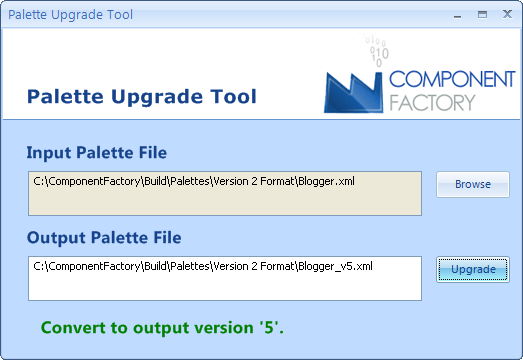 Palette Upgrade Tool
blog
010
10
COMPONENT
FACTORY
Palette Upgrade Tool
Input Palette File
C:\ComponentFactory\Build\Palettes\Version 2 Format\Blogger.xml
Browse
Output Palette File
C:\ComponentFactory\Build\Palettes\Version 2 Format\Blogger_v5.xml
Upgrade
Convert to output version '5'.